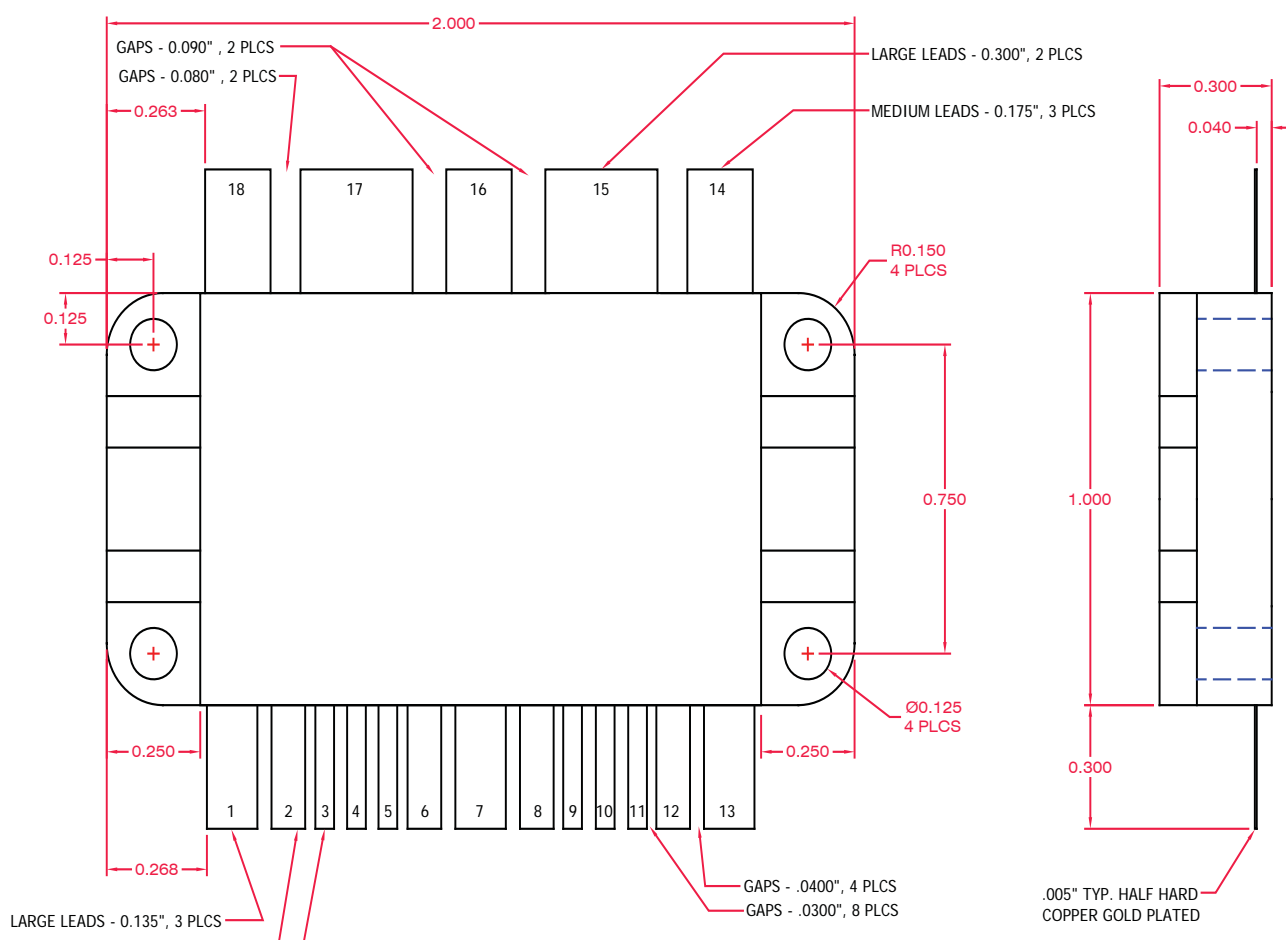 2.000
GAPS - 0.090" , 2 PLCS
LARGE LEADS - 0.300", 2 PLCS
GAPS - 0.080" , 2 PLCS
0.300
0.263
MEDIUM LEADS - 0.175", 3 PLCS
0.040
18
17
16
15
14
R0.150
4 PLCS
0.125
0.125
0.750
1.000
Ø0.125
4 PLCS
0.250
0.250
0.300
1
2
3
4
5
6
7
8
9
10
11
12
13
0.268
GAPS - .0400", 4 PLCS
GAPS - .0300", 8 PLCS
.005" TYP. HALF HARD
COPPER GOLD PLATED
LARGE LEADS - 0.135", 3 PLCS